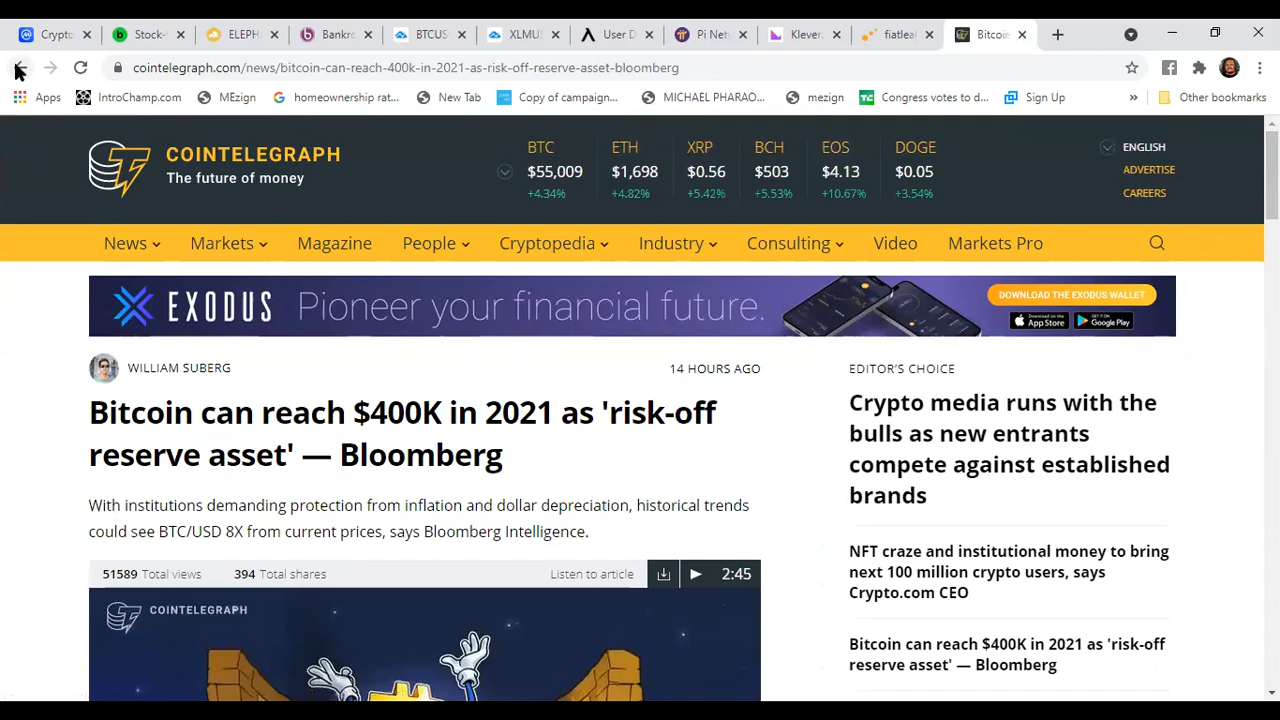 Crypto
Stock-
ELEPH
Bankro
BTCUS
XLMUS
User D
Pi Net
Klever.
fiatlea
Bitcoin
cointelegraph.com/news/bitcoin-can-reach-400k-in-2021-as-risk-off-reserve-asset-bloomberg
Apps
IntroChamp.com
MEzign
homeownership rat...
New Tab
Copy of campaign...
MICHAEL PHARAO...
mezign
Congress votes to d...
Sign Up
»
Other bookmarks
COINTELEGRAPH
The future of money
BTC ETH XRP BCH EOS DOGE
$55,009 $1,698 $0.56 $503 $4.13 $0.05
+4.34% +4.82% +5.42% +5.53% +10.67% +3.54%
ENGLISH
ADVERTISE
CAREERS
News Markets Magazine People Cryptopedia Industry Consulting Video Markets Pro
EXODUS Pioneer your financial future.
DOWNLOAD THE EXODUS WALLET
Download on the
App Store
GET IT ON
Google Play
WILLIAM SUBERG
14 HOURS AGO
Bitcoin can reach $400K in 2021 as 'risk-off
reserve asset' — Bloomberg
With institutions demanding protection from inflation and dollar depreciation, historical trends
could see BTC/USD 8X from current prices, says Bloomberg Intelligence.
51589 Total views 394 Total shares Listen to article 2:45
COINTELEGRAPH
EDITOR'S CHOICE
Crypto media runs with the
bulls as new entrants
compete against established
brands
NFT craze and institutional money to bring
next 100 million crypto users, says
Crypto.com CEO
Bitcoin can reach $400K in 2021 as 'risk-off
reserve asset' — Bloomberg